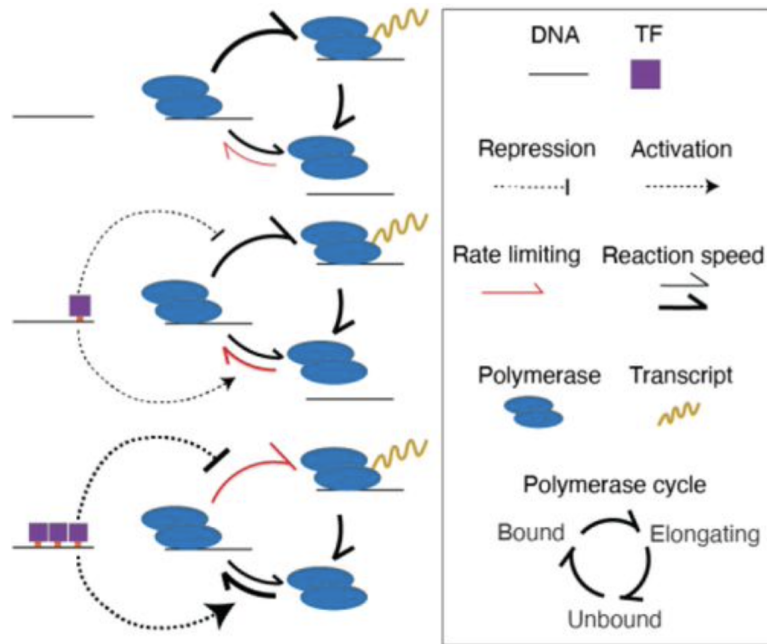 DNA TF
Repression Activation
Rate limiting Reaction speed
Polymerase Transcript
Polymerase cycle
Bound Elongating
Unbound